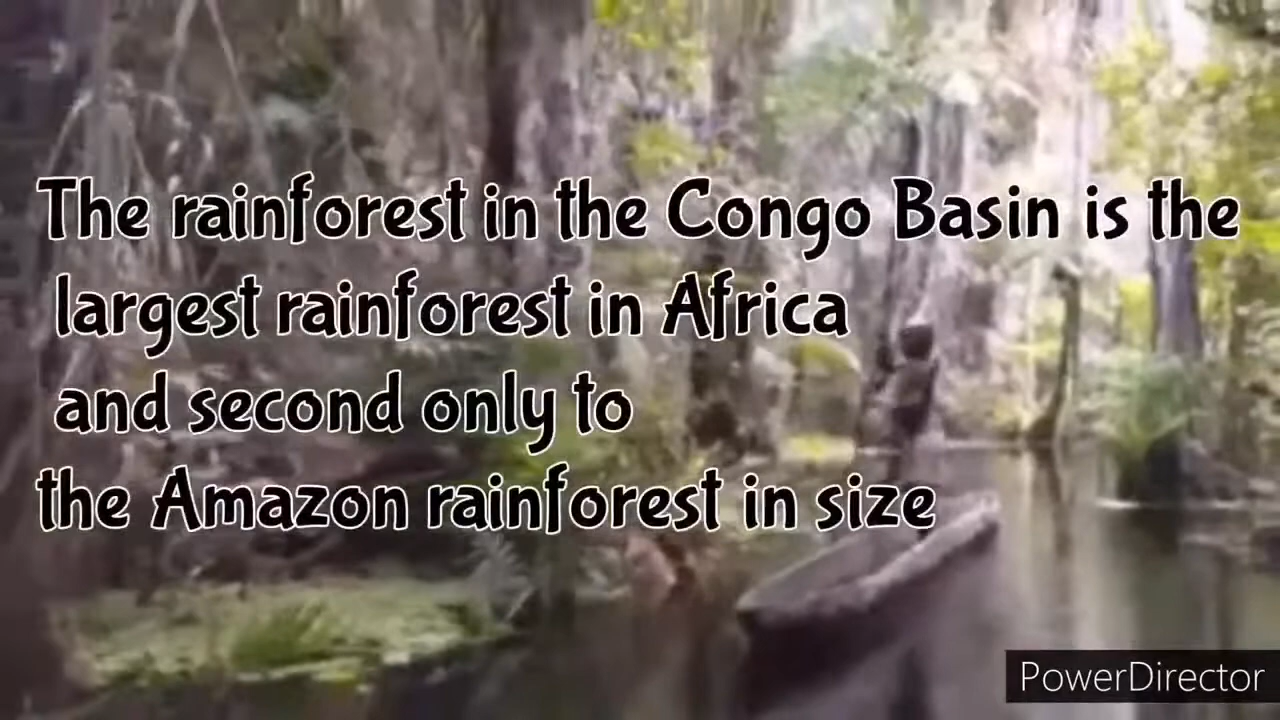 The rainforest in the Congo Basin is the
largest rainforest in Africa
and second only to
the Amazon rainforest in size
PowerDirector